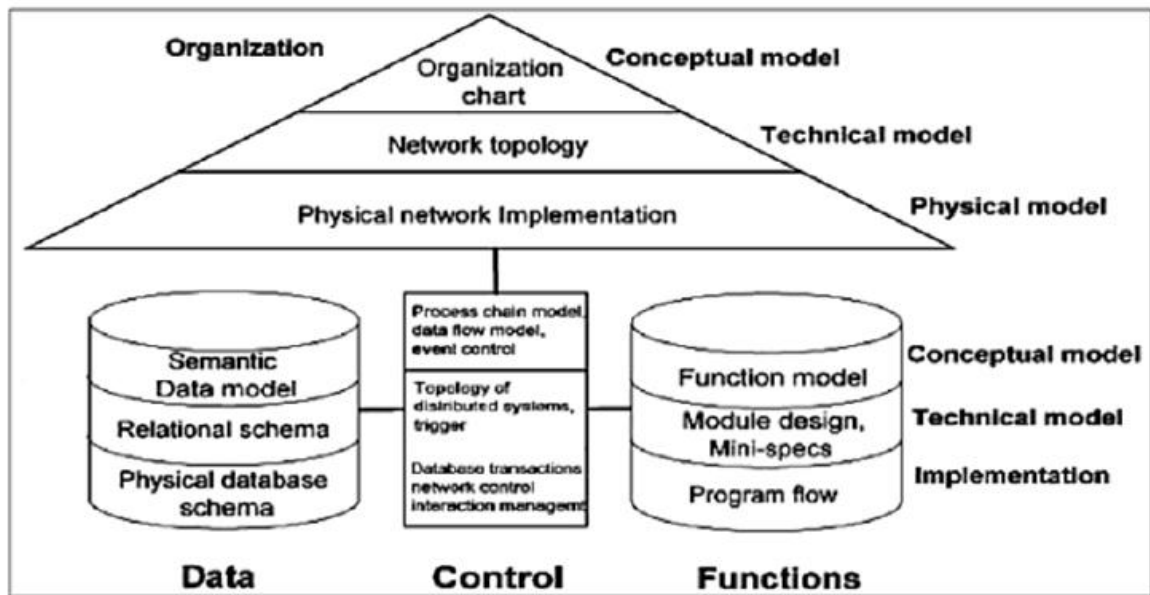 Organization
Conceptual model
Organization
chart
Technical model
Network topology
Physical model
Physical network Implementation
Process chain model,
data flow model,
event control
Semantic
Data model
Conceptual model
Function model
Topology of
distributed systems,
trigger
Technical model
Relational schema
Module design,
Mini-specs
Database transactions
network control
interaction managemt
Implementation
Physical database
schema
Program flow
Data
Control
Functions